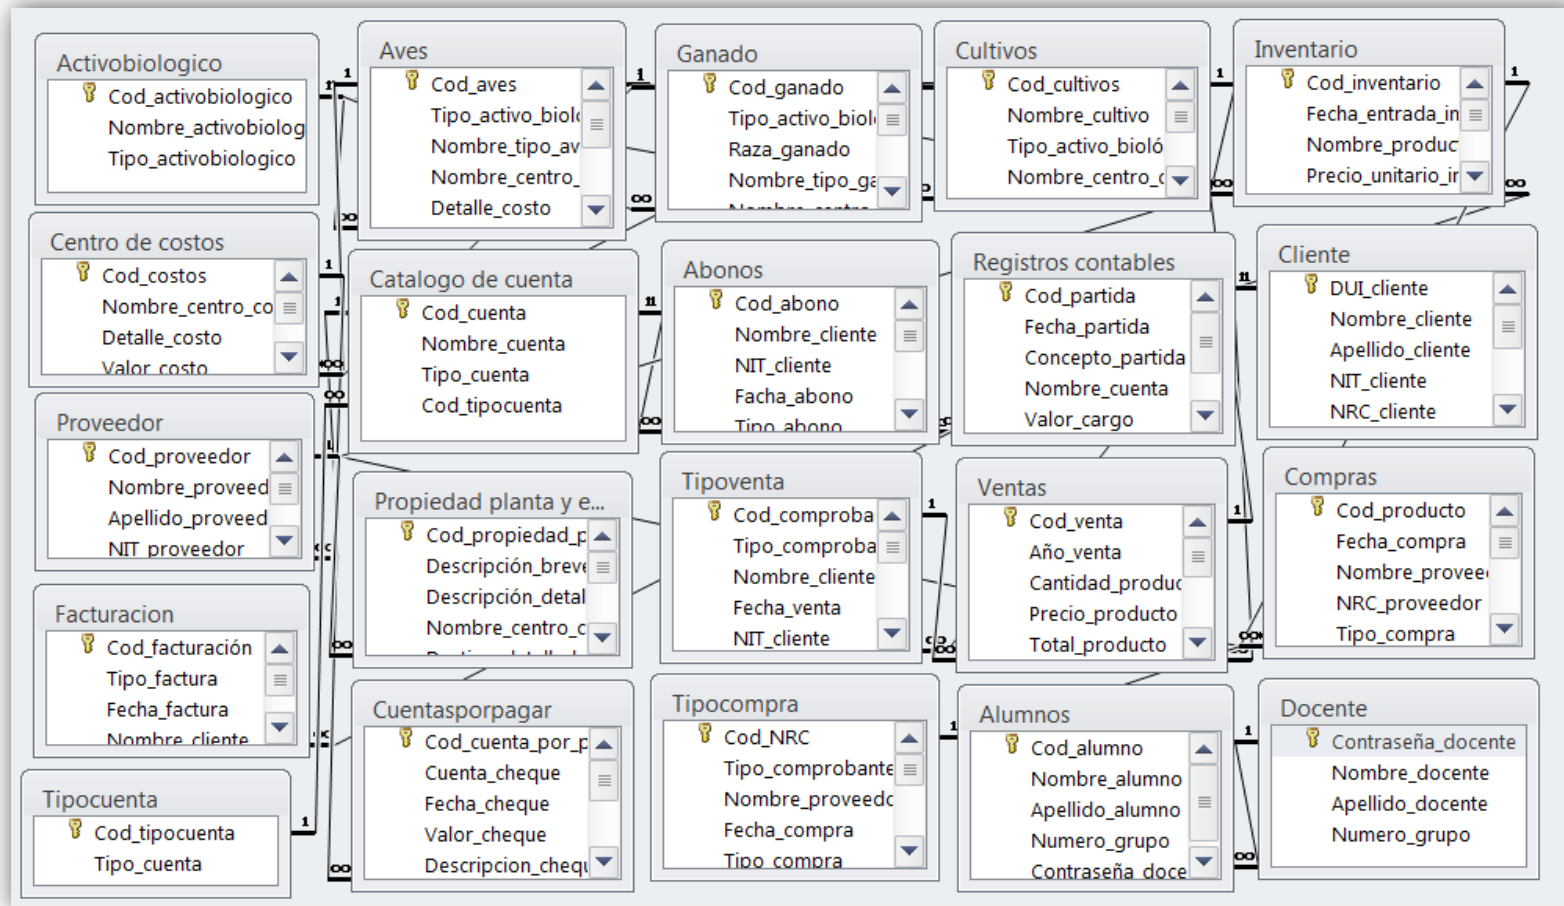 Activobiologico
Cod_activobiologico
Nombre_activobiolog
Tipo_activobiologico
Aves
Cod_aves
Tipo_activo_biol
Nombre_tipo_av
Nombre_centro_
Detalle_costo
Ganado
Cod_ganado
Tipo_activo_biol
Raza_ganado
Nombre_tipo_ga
Nombre_centro
Cultivos
Cod_cultivos
Nombre_cultivo
Tipo_activo_bioló
Nombre_centro_c
Inventario
Cod_inventario
Fecha_entrada_in
Nombre_produc
Precio_unitario_ir
Centro de costos
Cod_costos
Nombre_centro_co
Detalle_costo
Valor_costo
Catalogo de cuenta
Cod_cuenta
Nombre_cuenta
Tipo_cuenta
Cod_tipocuenta
Abonos
Cod_abono
Nombre_cliente
NIT_cliente
Facha_abono
Tipo_abono
Registros contables
Cod_partida
Fecha_partida
Concepto_partida
Nombre_cuenta
Valor_cargo
Cliente
DUI_cliente
Nombre_cliente
Apellido_cliente
NIT_cliente
NRC_cliente
Proveedor
Cod_proveedor
Nombre_proveed
Apellido_proveed
NIT_proveedor
Propiedad planta y e...
Cod_propiedad_p
Descripción_breve
Descripción_detal
Nombre_centro_c
Tipoventa
Cod_comproba
Tipo_comproba
Nombre_cliente
Fecha_venta
NIT_cliente
Ventas
Cod_venta
Año_venta
Cantidad_produc
Precio_producto
Total_producto
Compras
Cod_producto
Fecha_compra
Nombre_provee
NRC_proveedor
Tipo_compra
Facturacion
Cod_facturación
Tipo_factura
Fecha_factura
Nombre_cliente
Cuentasporpagar
Cod_cuenta_por_p
Cuenta_cheque
Fecha_cheque
Valor_cheque
Descripcion_chequ
Tipocompra
Cod_NRC
Tipo_comprobante
Nombre_proveedc
Fecha_compra
Tipo_compra
Alumnos
Cod_alumno
Nombre_alumno
Apellido_alumno
Numero_grupo
Contraseña_doce
Docente
Contraseña_docente
Nombre_docente
Apellido_docente
Numero_grupo
Tipocuenta
Cod_tipocuenta
Tipo_cuenta